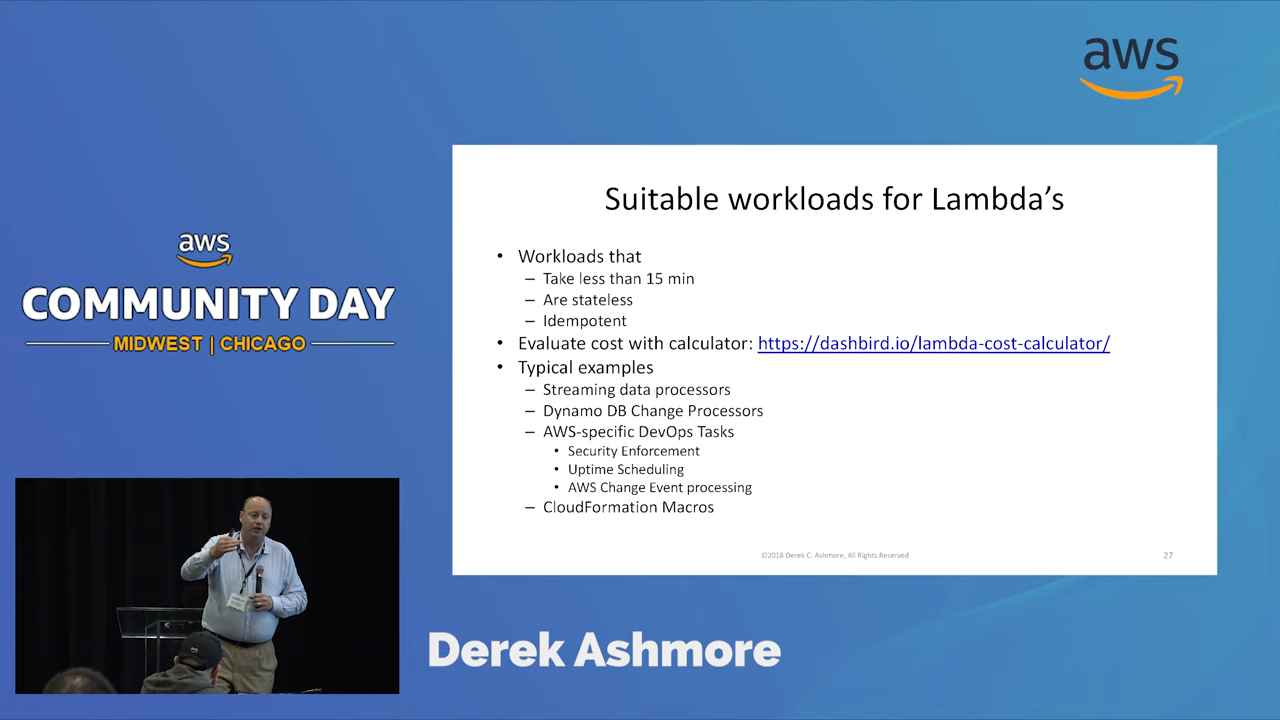 aws
aws
COMMUNITY DAY
MIDWEST | CHICAGO
Suitable workloads for Lambda’s
• Workloads that
– Take less than 15 min
– Are stateless
– Idempotent
• Evaluate cost with calculator: https://dashbird.io/lambda-cost-calculator/
• Typical examples
– Streaming data processors
– Dynamo DB Change Processors
– AWS-specific DevOps Tasks
• Security Enforcement
• Uptime Scheduling
• AWS Change Event processing
– CloudFormation Macros
©2018 Derek C. Ashmore, All Rights Reserved
27
Derek Ashmore